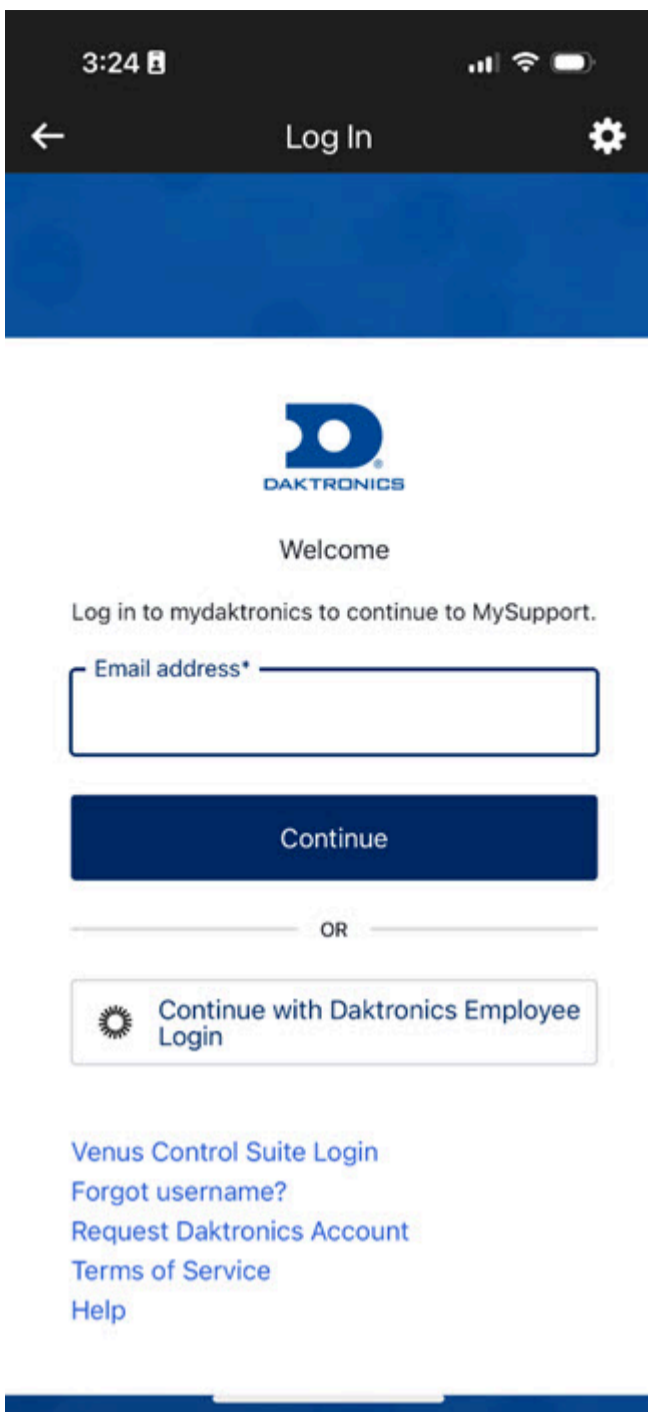 3:24
Log In
DAKTRONICS
Welcome
Log in to mydaktronics to continue to MySupport.
Email address*
Continue
OR
Continue with Daktronics Employee
Login
Venus Control Suite Login
Forgot username?
Request Daktronics Account
Terms of Service
Help